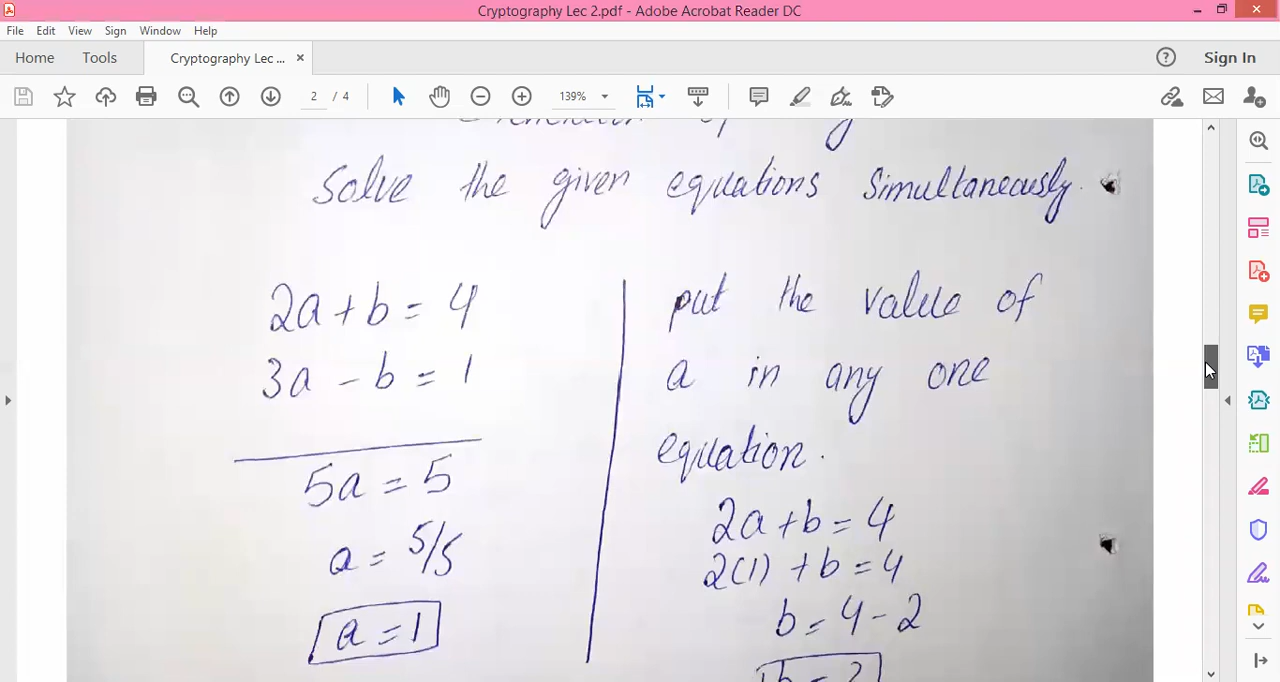 Cryptography Lec 2.pdf - Adobe Acrobat Reader DC
File Edit View Sign Window Help
Home Tools Cryptography Lec ... × Sign In
2 / 4 139%
Solve the given equations Simultaneously.
2a + b = 4
3a - b = 1
5a = 5
a = 5/5
a = 1
put the value of
a in any one
equation.
2a + b = 4
2(1) + b = 4
b = 4 - 2
b = 2